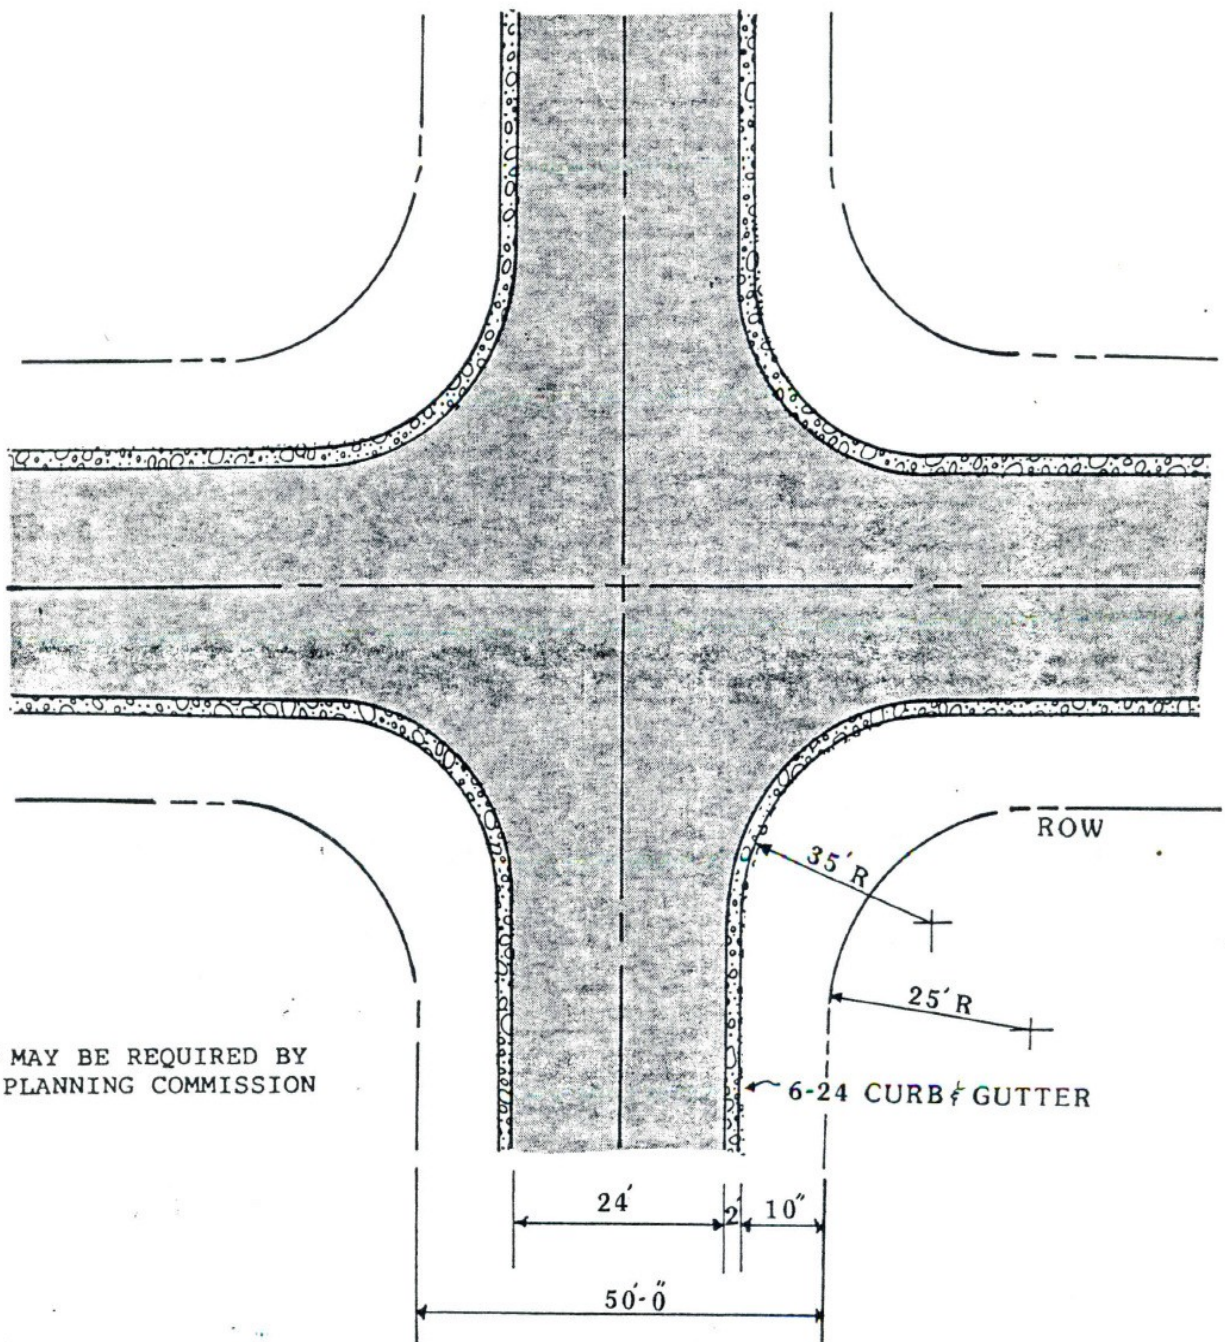 ROW
35'R
25'R
MAY BE REQUIRED BY
PLANNING COMMISSION
6-24 CURB & GUTTER
24'
2'
10"
50'-0"